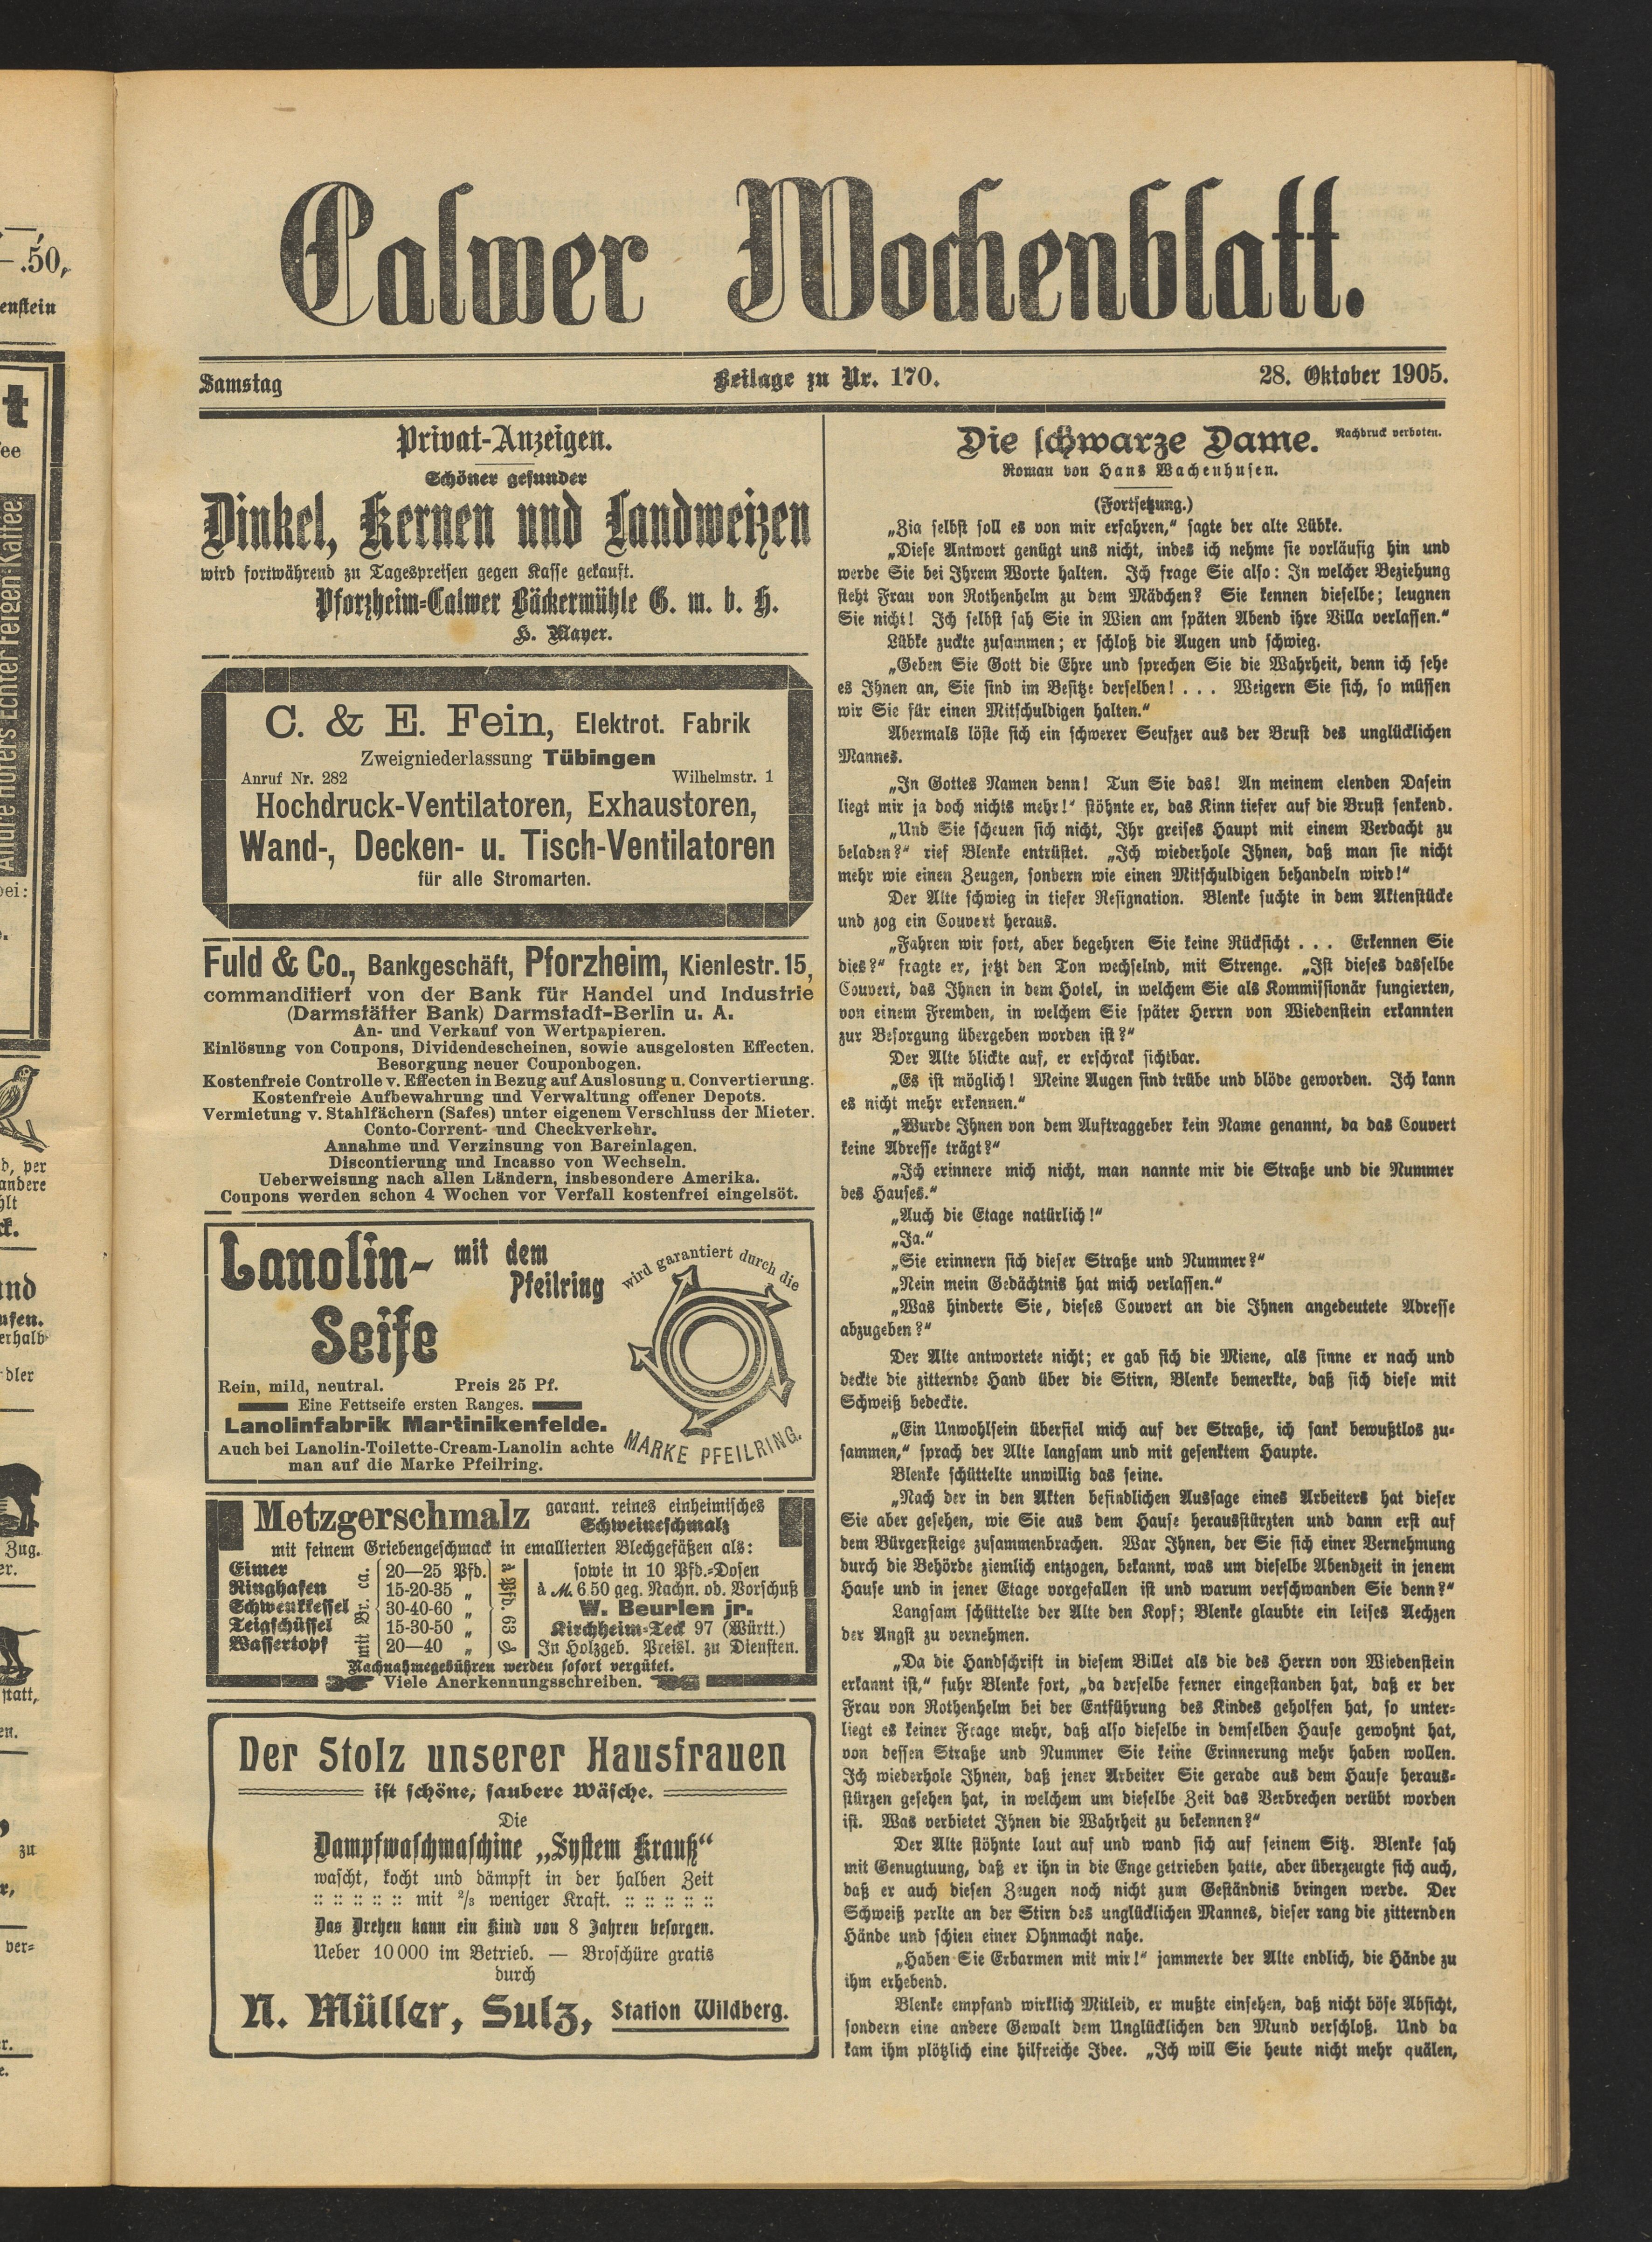 Calwer Wochenblatt.
Samstag
Beilage zu Nr. 170.
28. Oktober 1905.
Privat-Anzeigen.
Schöner gesunder
Dinkel, Kernen und Landweizen
wird fortwährend zu Tagespreisen gegen Kasse gekauft.
Pforzheim-Calwer Bäckermühle G. m. b. H.
H. Mayer.
C. & E. Fein, Elektrot. Fabrik
Zweigniederlassung Tübingen
Anruf Nr. 282 Wilhelmstr. 1
Hochdruck-Ventilatoren, Exhaustoren,
Wand-, Decken- u. Tisch-Ventilatoren
für alle Stromarten.
Fuld & Co., Bankgeschäft, Pforzheim, Kienlestr. 15,
commanditiert von der Bank für Handel und Industrie
(Darmstätter Bank) Darmstadt-Berlin u. A.
An- und Verkauf von Wertpapieren.
Einlösung von Coupons, Dividendescheinen, sowie ausgelosten Effecten.
Besorgung neuer Couponbogen.
Kostenfreie Controlle v. Effecten in Bezug auf Auslosung u. Convertierung.
Kostenfreie Aufbewahrung und Verwaltung offener Depots.
Vermietung v. Stahlfächern (Safes) unter eigenem Verschluss der Mieter.
Conto-Corrent- und Checkverkehr.
Annahme und Verzinsung von Bareinlagen.
Discontierung und Incasso von Wechseln.
Ueberweisung nach allen Ländern, insbesondere Amerika.
Coupons werden schon 4 Wochen vor Verfall kostenfrei eingelsöt.
Lanolin- mit dem
Pfeilring
Seife
wird garantiert durch die
MARKE PFEILRING.
Rein, mild, neutral. Preis 25 Pf.
Eine Fettseife ersten Ranges.
Lanolinfabrik Martinikenfelde.
Auch bei Lanolin-Toilette-Cream-Lanolin achte
man auf die Marke Pfeilring.
Metzgerschmalz garant. reines einheimisches
Schweineschmalz
mit feinem Griebengeschmack in emallierten Blechgefäßen als:
Eimer 20—25 Pfd.
Ringhafen 15-20-35 „
Schwenkkessel 30-40-60 „
Teigschüssel 15-30-50 „
Wassertopf 20—40 „
mit Br. ca.
à Pfd. 63 ₰
sowie in 10 Pfd.-Dosen
à M. 6.50 geg. Nachn. ob. Vorschuß
W. Beurlen jr.
Kirchheim-Teck 97 (Württ.)
In Holzgeb. Preisl. zu Diensten.
Nachnahmegebühren werden sofort vergütet.
Viele Anerkennungsschreiben.
Der Stolz unserer Hausfrauen
ist schöne, saubere Wäsche.
Die
Dampfwaschmaschine „System Krauß“
wascht, kocht und dämpft in der halben Zeit
:: :: :: :: :: mit 2/3 weniger Kraft. :: :: :: :: ::
Das Drehen kann ein Kind von 8 Jahren besorgen.
Ueber 10000 im Betrieb. — Broschüre gratis
durch
N. Müller, Sulz, Station Wildberg.
Die schwarze Dame. Nachdruck verboten.
Roman von Hans Wachenhusen.
(Fortsetzung.)
„Zia selbst soll es von mir erfahren,“ sagte der alte Lübke.
„Diese Antwort genügt uns nicht, indes ich nehme sie vorläufig hin und
werde Sie bei Ihrem Worte halten. Ich frage Sie also: In welcher Beziehung
steht Frau von Rothenhelm zu dem Mädchen? Sie kennen dieselbe; leugnen
Sie nicht! Ich selbst sah Sie in Wien am späten Abend ihre Villa verlassen.“
Lübke zuckte zusammen; er schloß die Augen und schwieg.
„Geben Sie Gott die Ehre und sprechen Sie die Wahrheit, denn ich sehe
es Ihnen an, Sie sind im Besitze derselben! . . . Weigern Sie sich, so müssen
wir Sie für einen Mitschuldigen halten.“
Abermals löste sich ein schwerer Seufzer aus der Brust des unglücklichen
Mannes.
„In Gottes Namen denn! Tun Sie das! An meinem elenden Dasein
liegt mir ja doch nichts mehr!“ stöhnte er, das Kinn tiefer auf die Brust senkend.
„Und Sie scheuen sich nicht, Ihr greises Haupt mit einem Verdacht zu
beladen?“ rief Blenke entrüstet. „Ich wiederhole Ihnen, daß man sie nicht
mehr wie einen Zeugen, sondern wie einen Mitschuldigen behandeln wird!“
Der Alte schwieg in tiefer Resignation. Blenke suchte in dem Aktenstücke
und zog ein Couvert heraus.
„Fahren wir fort, aber begehren Sie keine Rücksicht . . . Erkennen Sie
dies?“ fragte er, jetzt den Ton wechselnd, mit Strenge. „Ist dieses dasselbe
Couvert, das Ihnen in dem Hotel, in welchem Sie als Kommissionär fungierten,
von einem Fremden, in welchem Sie später Herrn von Wiedenstein erkannten
zur Besorgung übergeben worden ist?“
Der Alte blickte auf, er erschrak sichtbar.
„Es ist möglich! Meine Augen sind trübe und blöde geworden. Ich kann
es nicht mehr erkennen.“
„Wurde Ihnen von dem Auftraggeber kein Name genannt, da das Couvert
keine Adresse trägt?“
„Ich erinnere mich nicht, man nannte mir die Straße und die Nummer
des Hauses.“
„Auch die Etage natürlich!“
„Ja.“
„Sie erinnern sich dieser Straße und Nummer?“
„Nein mein Gedächtnis hat mich verlassen.“
„Was hinderte Sie, dieses Couvert an die Ihnen angedeutete Adresse
abzugeben?“
Der Alte antwortete nicht; er gab sich die Miene, als sinne er nach und
deckte die zitternde Hand über die Stirn, Blenke bemerkte, daß sich diese mit
Schweiß bedeckte.
„Ein Unwohlsein überfiel mich auf der Straße, ich sank bewußtlos zu-
sammen,“ sprach der Alte langsam und mit gesenktem Haupte.
Blenke schüttelte unwillig das seine.
„Nach der in den Akten befindlichen Aussage eines Arbeiters hat dieser
Sie aber gesehen, wie Sie aus dem Hause herausstürzten und dann erst auf
dem Bürgersteige zusammenbrachen. War Ihnen, der Sie sich einer Vernehmung
durch die Behörde ziemlich entzogen, bekannt, was um dieselbe Abendzeit in jenem
Hause und in jener Etage vorgefallen ist und warum verschwanden Sie denn?“
Langsam schüttelte der Alte den Kopf; Blenke glaubte ein leises Aechzen
der Angst zu vernehmen.
„Da die Handschrift in diesem Billet als die des Herrn von Wiedenstein
erkannt ist,“ fuhr Blenke fort, „da derselbe ferner eingestanden hat, daß er der
Frau von Rothenhelm bei der Entführung des Kindes geholfen hat, so unter-
liegt es keiner Frage mehr, daß also dieselbe in demselben Hause gewohnt hat,
von dessen Straße und Nummer Sie keine Erinnerung mehr haben wollen.
Ich wiederhole Ihnen, daß jener Arbeiter Sie gerade aus dem Hause heraus-
stürzen gesehen hat, in welchem um dieselbe Zeit das Verbrechen verübt worden
ist. Was verbietet Ihnen die Wahrheit zu bekennen?“
Der Alte stöhnte laut auf und wand sich auf seinem Sitz. Blenke sah
mit Genugtuung, daß er ihn in die Enge getrieben hatte, aber überzeugte sich auch,
daß er auch diesen Zeugen noch nicht zum Geständnis bringen werde. Der
Schweiß perlte an der Stirn des unglücklichen Mannes, dieser rang die zitternden
Hände und schien einer Ohnmacht nahe.
„Haben Sie Erbarmen mit mir!“ jammerte der Alte endlich, die Hände zu
ihm erhebend.
Blenke empfand wirklich Mitleid, er mußte einsehen, daß nicht böse Absicht,
sondern eine andere Gewalt dem Unglücklichen den Mund verschloß. Und da
kam ihm plötzlich eine hilfreiche Idee. „Ich will Sie heute nicht mehr quälen,